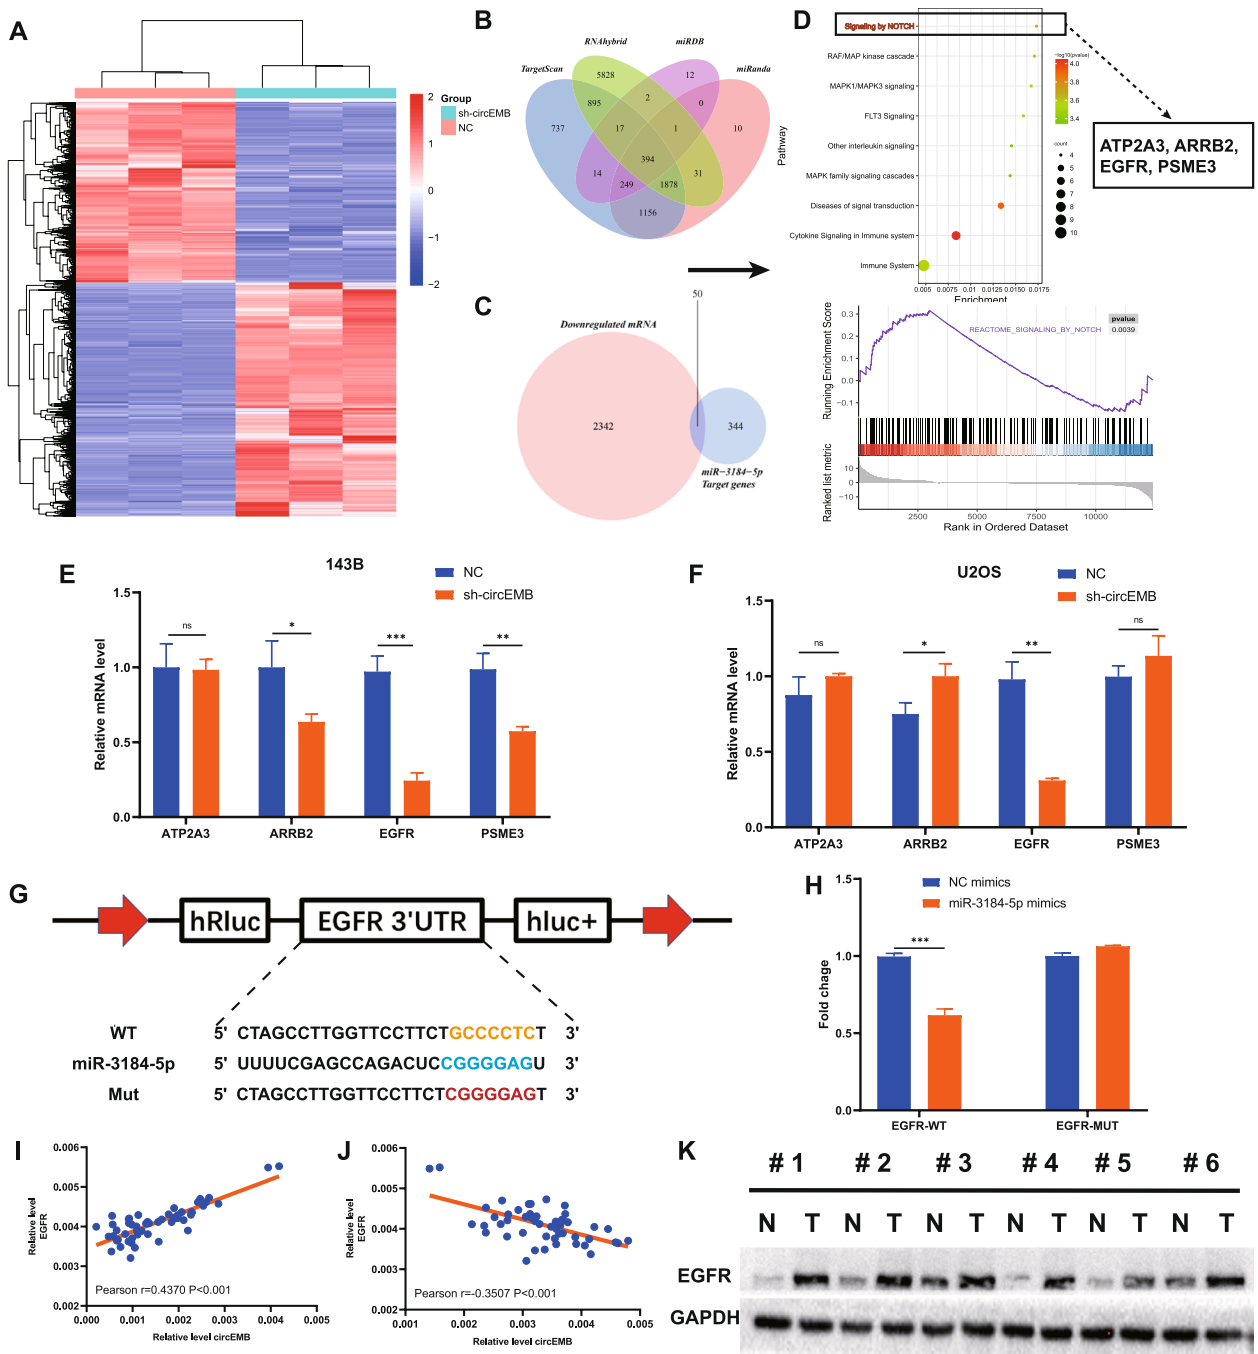 A
2
1
0
−1
−2
Group
sh-circEMB
NC
B
TargetScan
RNAhybrid
miRDB
miRanda
5828
12
895
2
0
737
17
1
10
394
14
249
1878
31
1156
C
50
Downregulated mRNA
2342
344
miR−3184−5p
Target genes
D
Pathway
Signaling by NOTCH
RAF/MAP kinase cascade
MAPK1/MAPK3 signaling
FLT3 Signaling
Other interleukin signaling
MAPK family signaling cascades
Diseases of signal transduction
Cytokine Signaling in Immune system
Immune System
0.005 0.0075 0.01 0.0125 0.0150 0.0175
Enrichment
−log10(pvalue)
4.0
3.8
3.6
3.4
count
4
5
6
7
8
9
10
ATP2A3, ARRB2,
EGFR, PSME3
Running Enrichment Score
0.3
0.2
0.1
0.0
−0.1
REACTOME_SIGNALING_BY_NOTCH
pvalue
0.0039
Ranked list metric
10
0
−10
2500 5000 7500 10000
Rank in Ordered Dataset
E
143B
NC
sh-circEMB
Relative mRNA level
1.5
1.0
0.5
0.0
ns
*
***
**
ATP2A3 ARRB2 EGFR PSME3
F
U2OS
NC
sh-circEMB
Relative mRNA level
1.5
1.0
0.5
0.0
ns
*
**
ns
ATP2A3 ARRB2 EGFR PSME3
G
hRluc EGFR 3'UTR hluc+
WT 5' CTAGCCTTGGTTCCTTCTGCCCCTCT 3'
miR-3184-5p 5' UUUUCGAGCCAGACUCCGGGGAGU 3'
Mut 5' CTAGCCTTGGTTCCTTCTCGGGGAGT 3'
H
NC mimics
miR-3184-5p mimics
Fold chage
1.5
1.0
0.5
0.0
***
EGFR-WT EGFR-MUT
I
Relative level
EGFR
0.006
0.005
0.004
0.003
0.002
Pearson r=0.4370 P<0.001
0.000 0.001 0.002 0.003 0.004 0.005
Relative level circEMB
J
Relative level
EGFR
0.006
0.005
0.004
0.003
0.002
Pearson r=-0.3507 P<0.001
0.001 0.002 0.003 0.004 0.005
Relative level circEMB
K
# 1 # 2 # 3 # 4 # 5 # 6
N T N T N T N T N T N T
EGFR
GAPDH